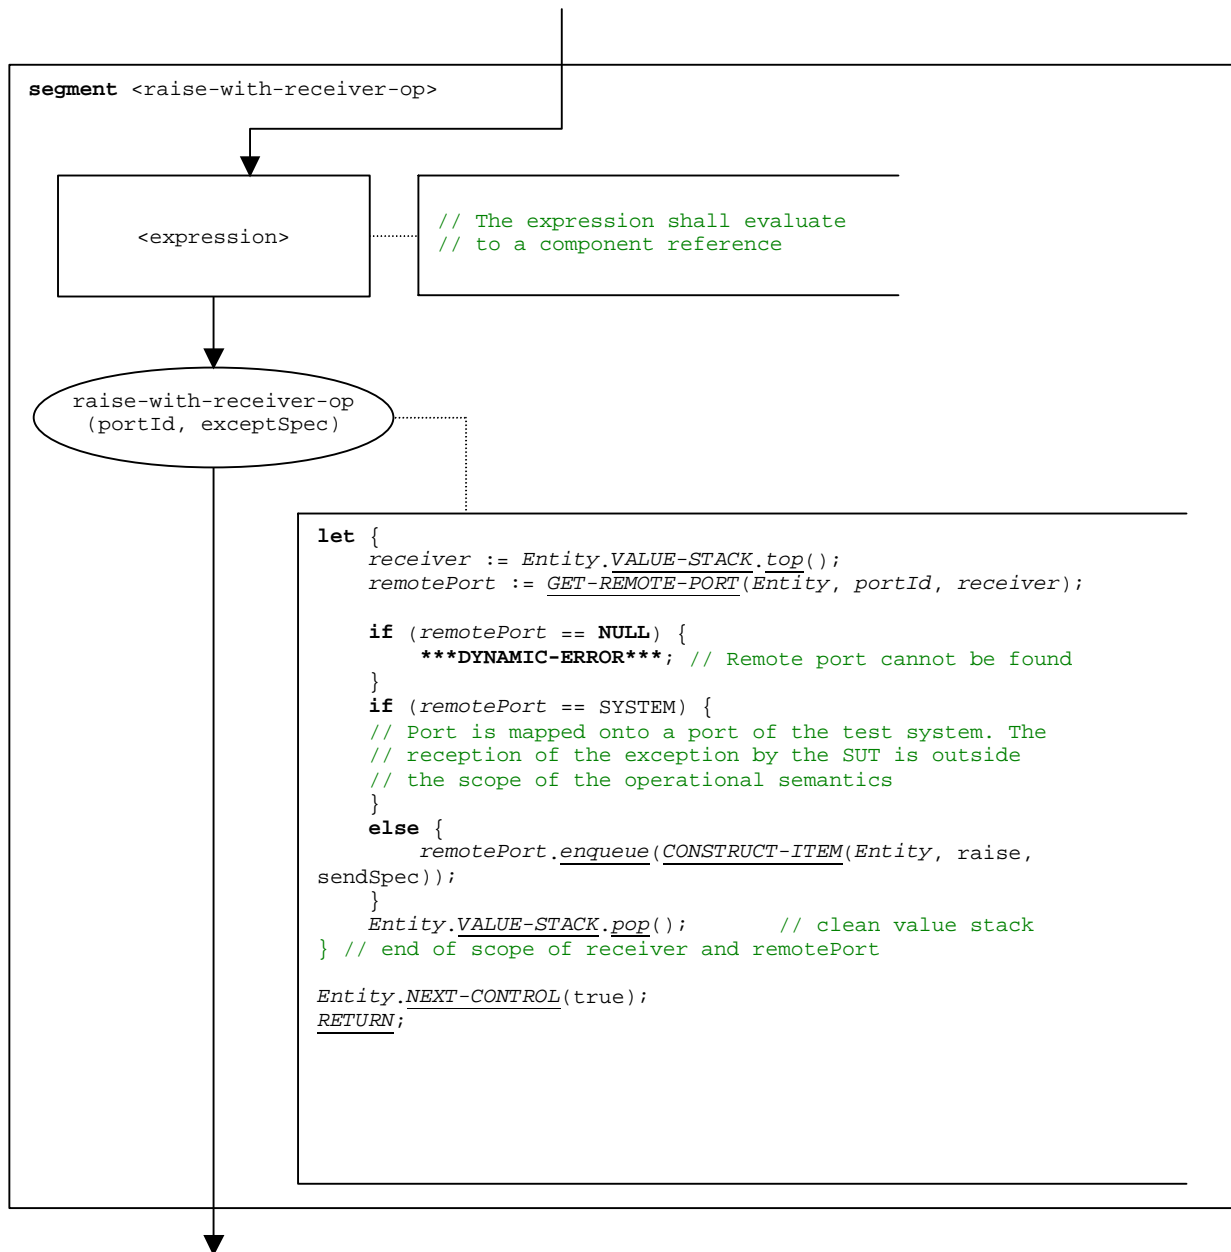 segment <raise-with-receiver-op>
<expression>
// The expression shall evaluate
// to a component reference
raise-with-receiver-op
(portId, exceptSpec)
let {
receiver := Entity.VALUE-STACK.top();
remotePort := GET-REMOTE-PORT(Entity, portId, receiver);
if (remotePort == NULL) {
***DYNAMIC-ERROR***; // Remote port cannot be found
}
if (remotePort == SYSTEM) {
// Port is mapped onto a port of the test system. The
// reception of the exception by the SUT is outside
// the scope of the operational semantics
}
else {
remotePort.enqueue(CONSTRUCT-ITEM(Entity, raise,
sendSpec));
}
Entity.VALUE-STACK.pop(); // clean value stack
} // end of scope of receiver and remotePort
Entity.NEXT-CONTROL(true);
RETURN;